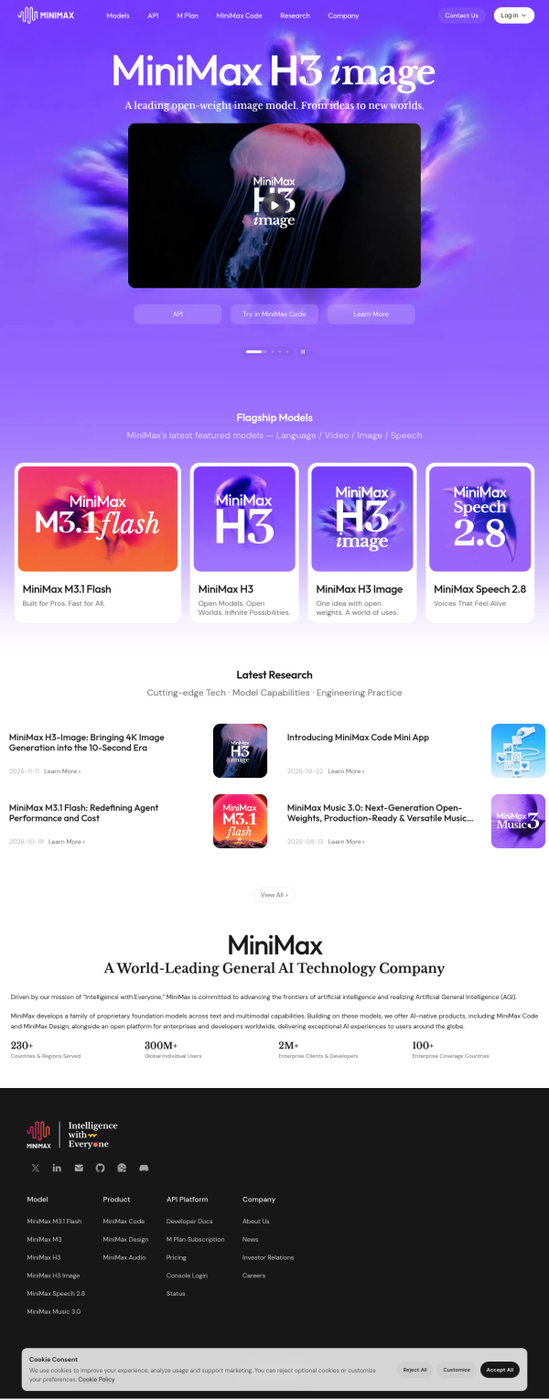 MINIMAX
Models API M Plan MiniMax Code Research Company
Contact Us
Log in
MiniMax H3 image
A leading open-weight image model. From ideas to new worlds.
MiniMax
H3
image
API
Try in MiniMax Code
Learn More
Flagship Models
MiniMax's latest featured models — Language / Video / Image / Speech
MiniMax
M3.1 flash
MiniMax M3.1 Flash
Built for Pros. Fast for All.
MiniMax
H3
MiniMax H3
Open Models. Open
Worlds. Infinite Possibilities.
MiniMax
H3
image
MiniMax H3 Image
One idea with open
weights. A world of uses.
MiniMax
Speech
2.8
MiniMax Speech 2.8
Voices That Feel Alive
Latest Research
Cutting-edge Tech · Model Capabilities · Engineering Practice
MiniMax H3-Image: Bringing 4K Image
Generation into the 10-Second Era
2026-11-11 Learn More >
MiniMax
H3
image
Introducing MiniMax Code Mini App
2026-10-22 Learn More >
MiniMax M3.1 Flash: Redefining Agent
Performance and Cost
2026-10-19 Learn More >
MiniMax
M3.1
flash
MiniMax Music 3.0: Next-Generation Open-
Weights, Production-Ready & Versatile Music...
2026-08-13 Learn More >
MiniMax
Music 3
View All >
MiniMax
A World-Leading General AI Technology Company
Driven by our mission of "Intelligence with Everyone," MiniMax is committed to advancing the frontiers of artificial intelligence and realizing Artificial General Intelligence (AGI).
MiniMax develops a family of proprietary foundation models across text and multimodal capabilities. Building on these models, we offer AI-native products, including MiniMax Code
and MiniMax Design, alongside an open platform for enterprises and developers worldwide, delivering exceptional AI experiences to users around the globe.
230+
Countries & Regions Served
300M+
Global Individual Users
2M+
Enterprise Clients & Developers
100+
Enterprise Coverage Countries
MINIMAX
Intelligence
with
Everyone
Model
MiniMax M3.1 Flash
MiniMax M3
MiniMax H3
MiniMax H3 Image
MiniMax Speech 2.8
MiniMax Music 3.0
Product
MiniMax Code
MiniMax Design
MiniMax Audio
API Platform
Developer Docs
M Plan Subscription
Pricing
Console Login
Status
Company
About Us
News
Investor Relations
Careers
Cookie Consent
We use cookies to improve your experience, analyze usage and support marketing. You can reject optional cookies or customize
your preferences. Cookie Policy
Reject All
Customize
Accept All